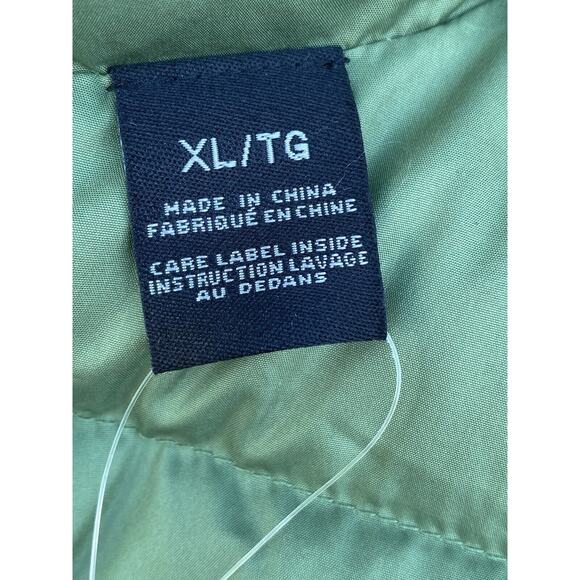 XL/TG
MADE IN CHINA
FABRIQUÉ EN CHINE
CARE LABEL INSIDE
INSTRUCTION LAVAGE
AU DEDANS